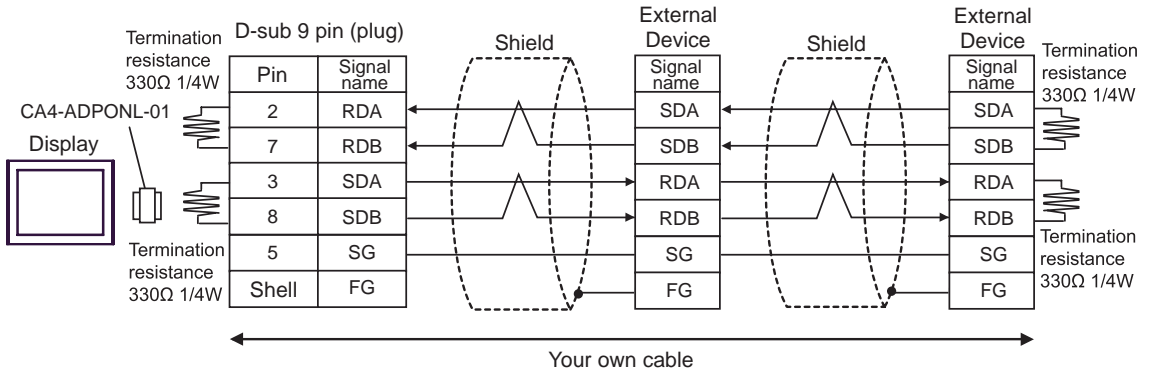 Termination
resistance
330Ω 1/4W
D-sub 9 pin (plug)
Shield
External
Device
Shield
External
Device
Termination
resistance
330Ω 1/4W
CA4-ADPONL-01
Display
Pin
Signal
name
2
RDA
7
RDB
3
SDA
8
SDB
5
SG
Shell
FG
Signal
name
SDA
SDB
RDA
RDB
SG
FG
Signal
name
SDA
SDB
RDA
RDB
SG
FG
Termination
resistance
330Ω 1/4W
Termination
resistance
330Ω 1/4W
Your own cable